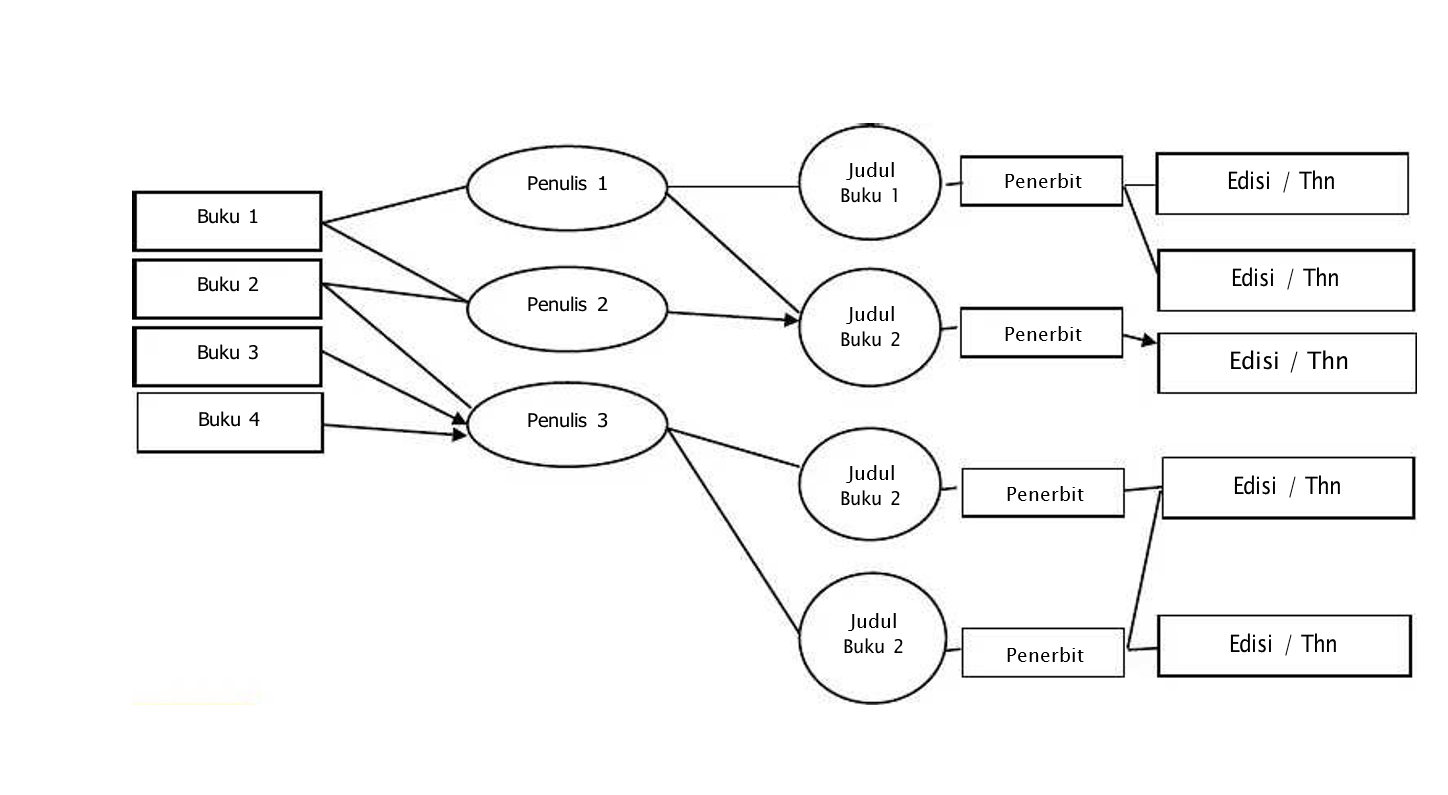 Buku 1
Buku 2
Buku 3
Buku 4
Penulis 1
Penulis 2
Penulis 3
Judul
Buku 1
Judul
Buku 2
Judul
Buku 2
Judul
Buku 2
Penerbit
Penerbit
Penerbit
Penerbit
Edisi / Thn
Edisi / Thn
Edisi / Thn
Edisi / Thn
Edisi / Thn